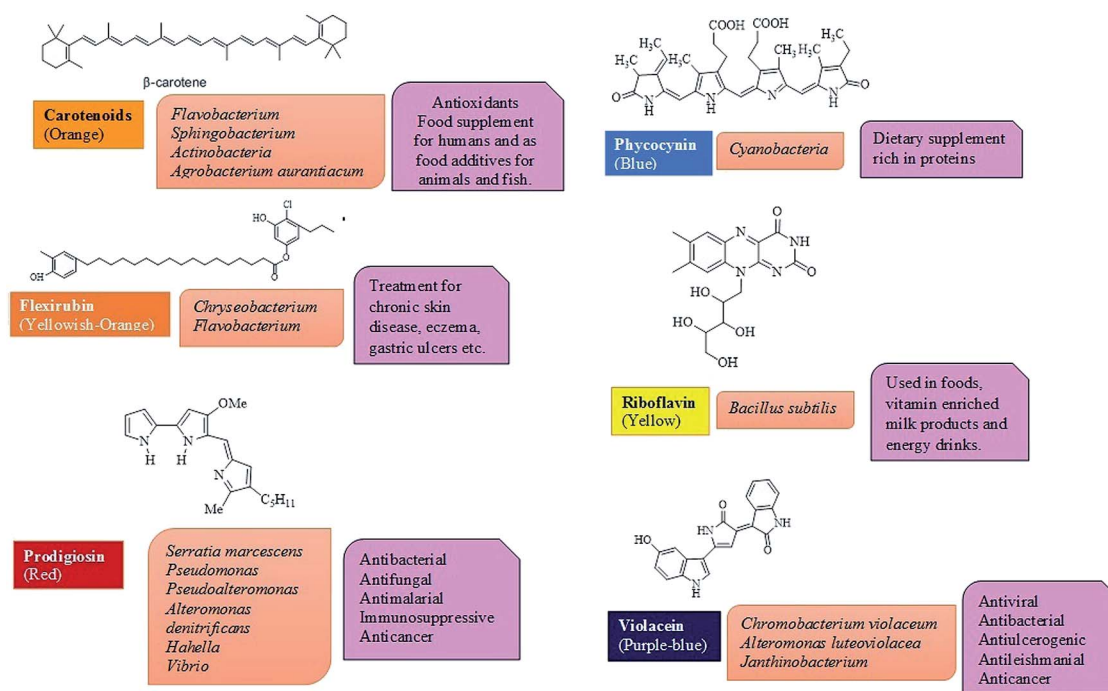 β-carotene
Carotenoids
(Orange)
Flavobacterium
Sphingobacterium
Actinobacteria
Agrobacterium aurantiacum
Antioxidants
Food supplement
for humans and as
food additives for
animals and fish.
Cl
HO
O
O
OH
Flexirubin
(Yellowish-Orange)
Chryseobacterium
Flavobacterium
Treatment for
chronic skin
disease, eczema,
gastric ulcers etc.
OMe
N
H
N
H
N
Me
C5H11
Prodigiosin
(Red)
Serratia marcescens
Pseudomonas
Pseudoalteromonas
Alteromonas
denitrificans
Hahella
Vibrio
Antibacterial
Antifungal
Antimalarial
Immunosuppressive
Anticancer
COOH
COOH
H3C
H3C
H3C
CH3
H3C
CH3
O
NH
N
H
N
N
H
O
Phycocynin
(Blue)
Cyanobacteria
Dietary supplement
rich in proteins
O
N
NH
N
N
O
HO
HO
HO
OH
OH
Riboflavin
(Yellow)
Bacillus subtilis
Used in foods,
vitamin enriched
milk products and
energy drinks.
O
HN
NH
O
HO
N
H
Violacein
(Purple-blue)
Chromobacterium violaceum
Alteromonas luteoviolacea
Janthinobacterium
Antiviral
Antibacterial
Antiulcerogenic
Antileishmanial
Anticancer